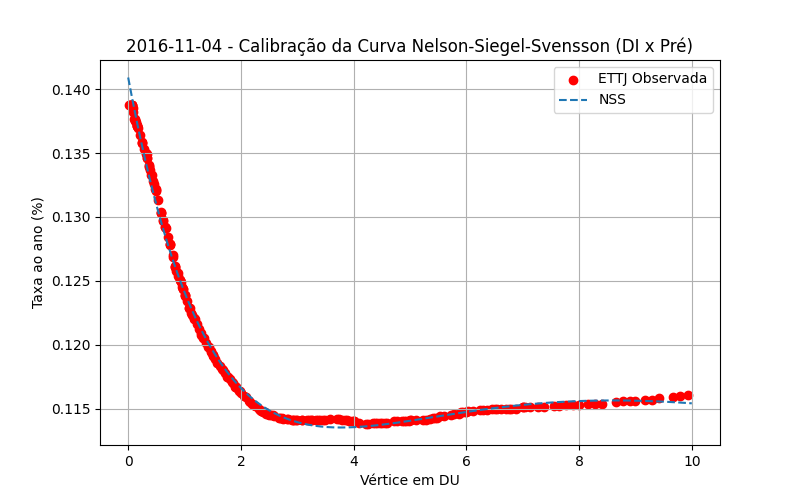 2016-11-04 - Calibração da Curva Nelson-Siegel-Svensson (DI x Pré)
ETTJ Observada
NSS
Taxa ao ano (%)
0.140
0.135
0.130
0.125
0.120
0.115
0 2 4 6 8 10
Vértice em DU